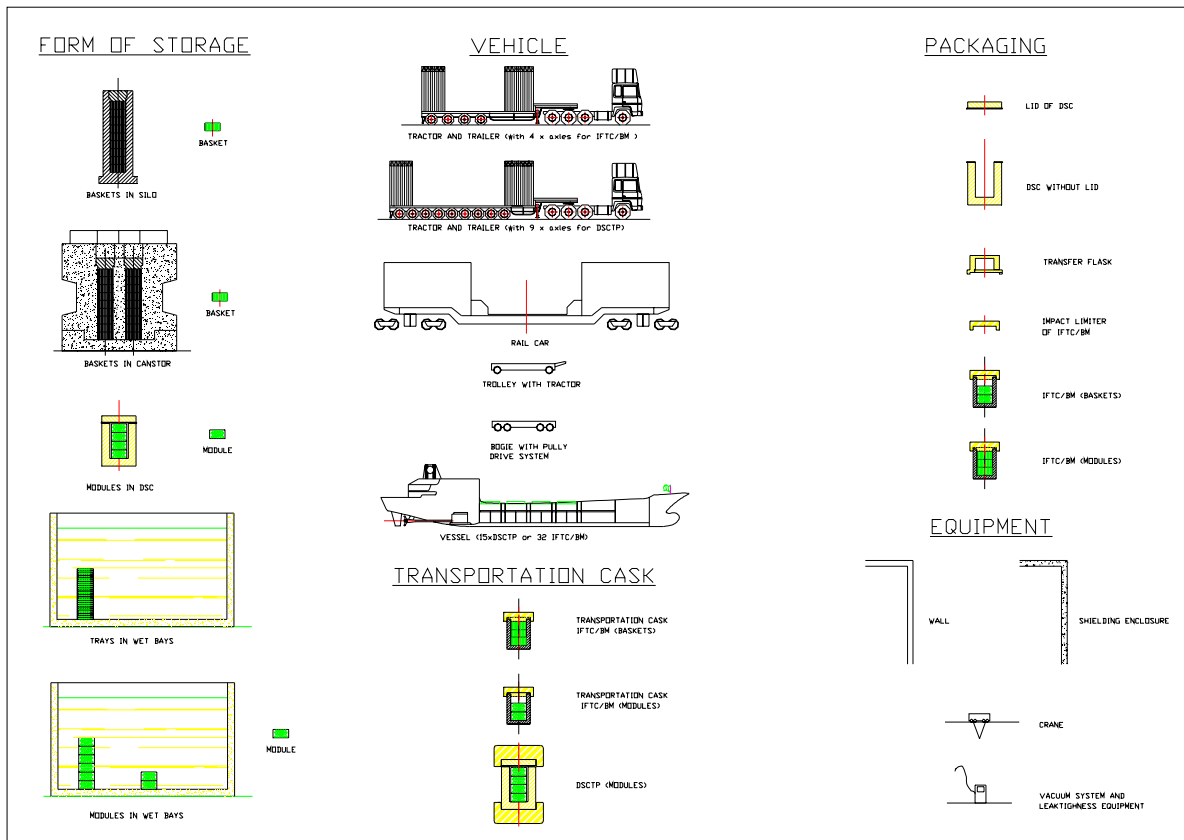 FORM OF STORAGE
BASKET
BASKETS IN SILO
BASKET
BASKETS IN CANSTOR
MODULE
MODULES IN DSC
TRAYS IN WET BAYS
MODULE
MODULES IN WET BAYS
VEHICLE
TRACTOR AND TRAILER (With 4 x axles for IFTC/BM )
TRACTOR AND TRAILER (With 9 x axles for DSCTP)
RAIL CAR
TROLLEY WITH TRACTOR
BOGIE WITH PULLY
DRIVE SYSTEM
VESSEL (15xDSCTP or 32 IFTC/BM)
TRANSPORTATION CASK
TRANSPORTATION CASK
IFTC/BM (BASKETS)
TRANSPORTATION CASK
IFTC/BM (MODULES)
DSCTP (MODULES)
PACKAGING
LID OF DSC
DSC WITHOUT LID
TRANSFER FLASK
IMPACT LIMITER
OF IFTC/BM
IFTC/BM (BASKETS)
IFTC/BM (MODULES)
EQUIPMENT
WALL
SHIELDING ENCLOSURE
CRANE
VACUUM SYSTEM AND
LEAKTIGHNESS EQUIPMENT